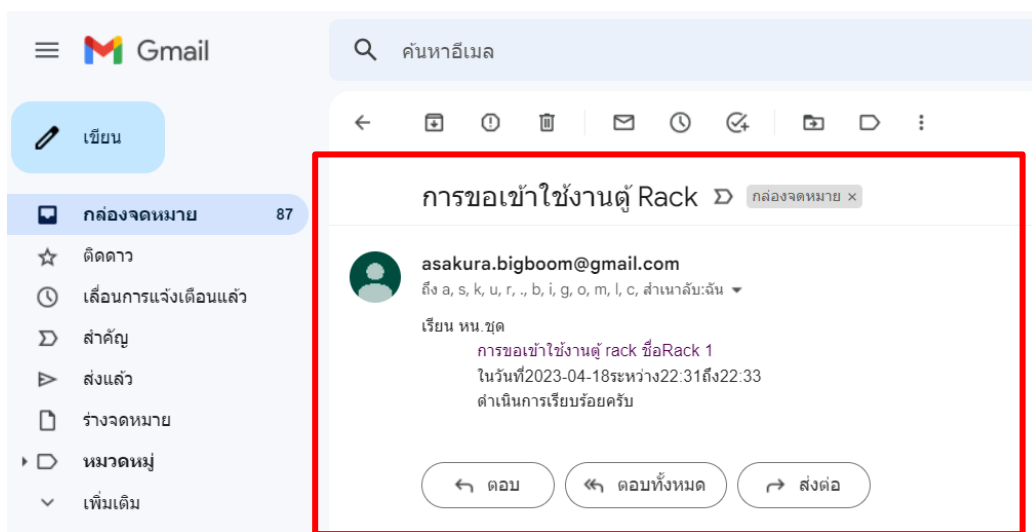 Gmail
ค้นหาอีเมล
เขียน
กล่องจดหมาย 87
ติดดาว
เลื่อนการแจ้งเตือนแล้ว
สำคัญ
ส่งแล้ว
ร่างจดหมาย
หมวดหมู่
เพิ่มเติม
การขอเข้าใช้งานตู้ Rack กล่องจดหมาย ×
asakura.bigboom@gmail.com
ถึง a, s, k, u, r, ., b, i, g, o, m, l, c, สำเนาลับ:ฉัน
เรียน หน.ชุด
การขอเข้าใช้งานตู้ rack ชื่อRack 1
ในวันที่2023-04-18ระหว่าง22:31ถึง22:33
ดำเนินการเรียบร้อยครับ
ตอบ
ตอบทั้งหมด
ส่งต่อ